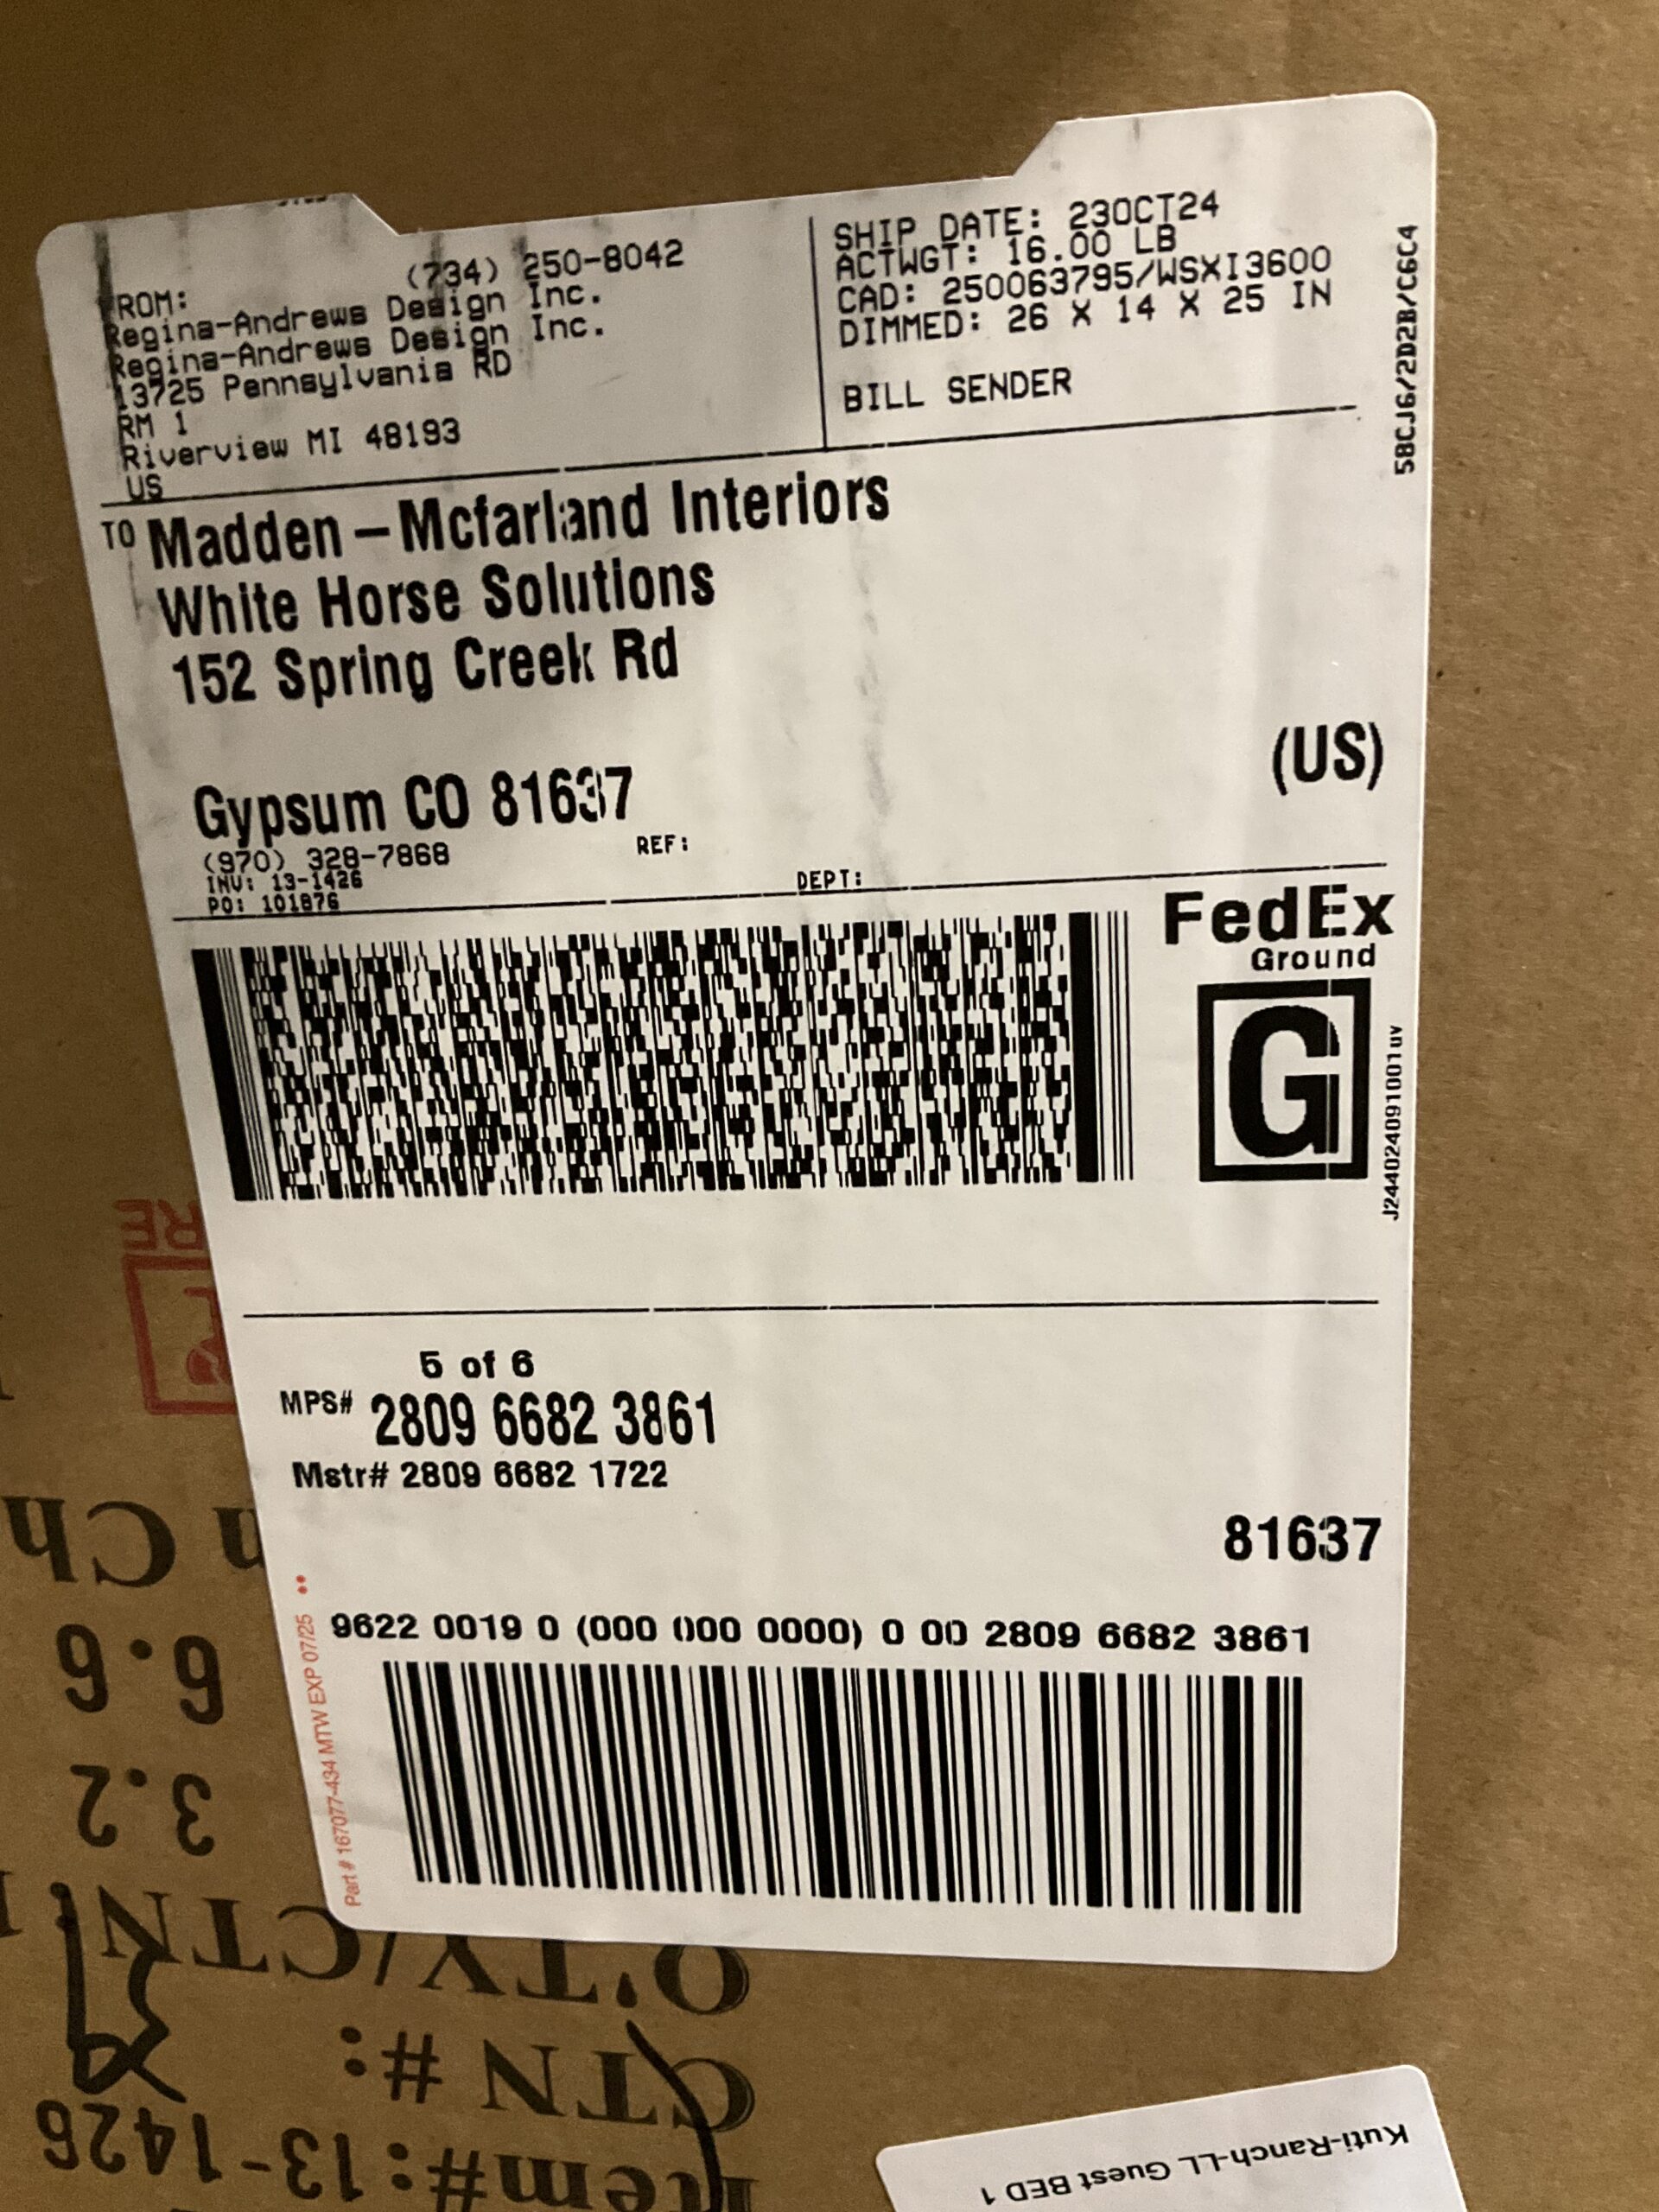 (734) 250-8042
ROM:
Regina-Andrews Design Inc.
Regina-Andrews Design Inc.
13725 Pennsylvania RD
RM 1
Riverview MI 48193
US
SHIP DATE: 23OCT24
ACTWGT: 16.00 LB
CAD: 250063795/WSXI3600
DIMMED: 26 X 14 X 25 IN
BILL SENDER
58CJ6/2D2B/C6C4
TO Madden-Mcfarland Interiors
White Horse Solutions
152 Spring Creek Rd
Gypsum CO 81637
(US)
(970) 328-7868
REF:
INV: 13-1426
PO: 101876
DEPT:
FedEx
Ground
G
J244024091001uv
5 of 6
MPS# 2809 6682 3861
Mstr# 2809 6682 1722
81637
9622 0019 0 (000 000 0000) 0 00 2809 6682 3861
Part # 167077-434 MTW EXP 07/25
RE
n Ch
6.6
3.2
Q'TY/CTN
CTN #:
Item#:13-1426
Kuti-Ranch-LL Guest BED 1